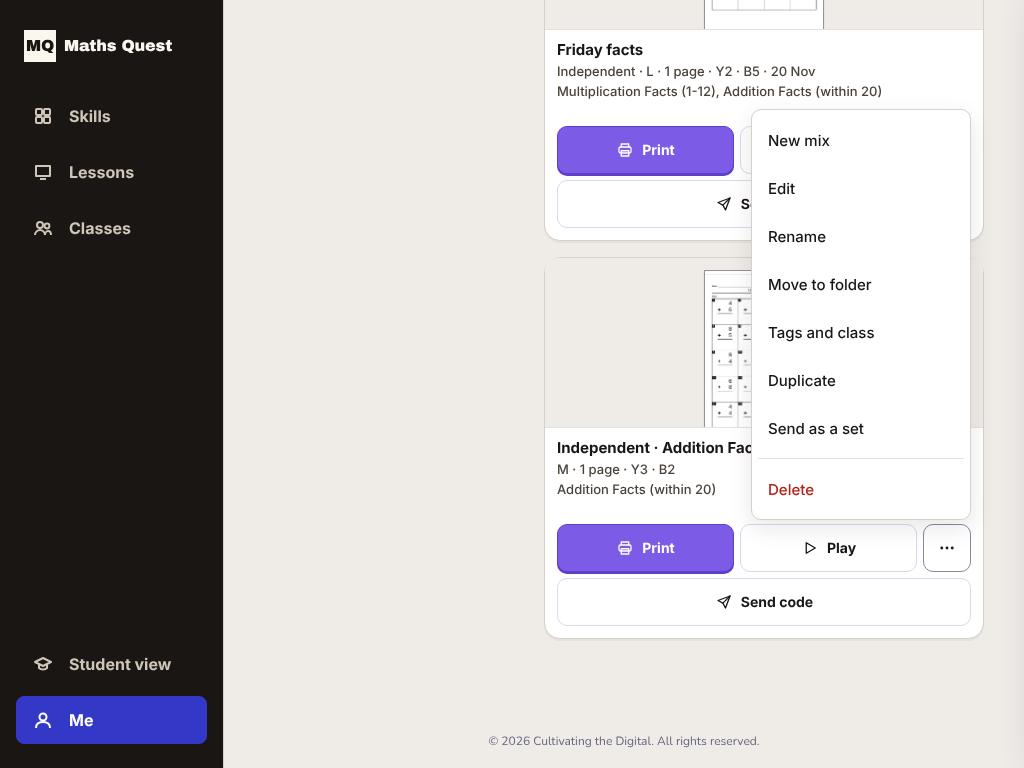 MQ Maths Quest
Skills
Lessons
Classes
Student view
Me
Friday facts
Independent · L · 1 page · Y2 · B5 · 20 Nov
Multiplication Facts (1-12), Addition Facts (within 20)
Print
New mix
Edit
Rename
Move to folder
Tags and class
Duplicate
Send as a set
Delete
Independent · Addition Fac
M · 1 page · Y3 · B2
Addition Facts (within 20)
Print
Play
Send code
© 2026 Cultivating the Digital. All rights reserved.